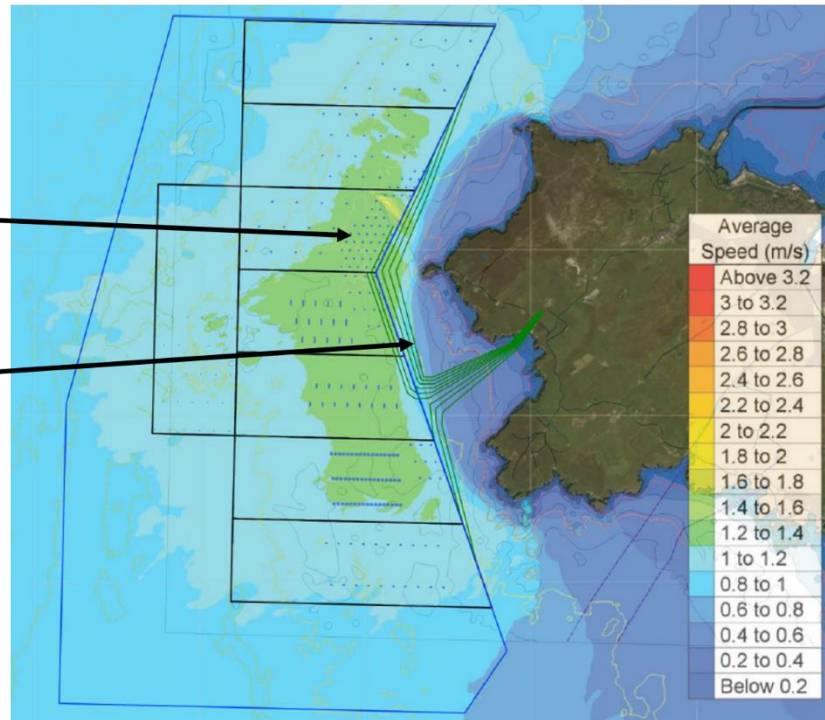 Average
Speed (m/s)
Above 3.2
3 to 3.2
2.8 to 3
2.6 to 2.8
2.4 to 2.6
2.2 to 2.4
2 to 2.2
1.8 to 2
1.6 to 1.8
1.4 to 1.6
1.2 to 1.4
1 to 1.2
0.8 to 1
0.6 to 0.8
0.4 to 0.6
0.2 to 0.4
Below 0.2